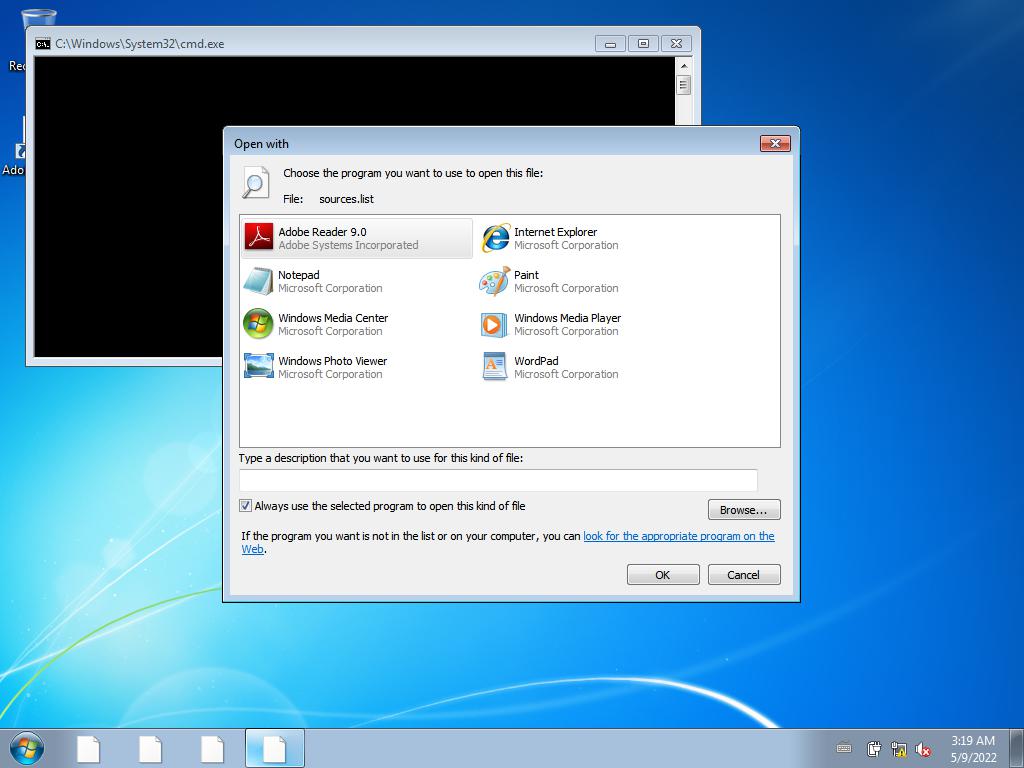 Rec
C:\Windows\System32\cmd.exe
Ado
Open with
Choose the program you want to use to open this file:
File: sources.list
Adobe Reader 9.0
Adobe Systems Incorporated
Internet Explorer
Microsoft Corporation
Notepad
Microsoft Corporation
Paint
Microsoft Corporation
Windows Media Center
Microsoft Corporation
Windows Media Player
Microsoft Corporation
Windows Photo Viewer
Microsoft Corporation
WordPad
Microsoft Corporation
Type a description that you want to use for this kind of file:
Always use the selected program to open this kind of file
Browse...
If the program you want is not in the list or on your computer, you can look for the appropriate program on the
Web.
OK
Cancel
3:19 AM
5/9/2022